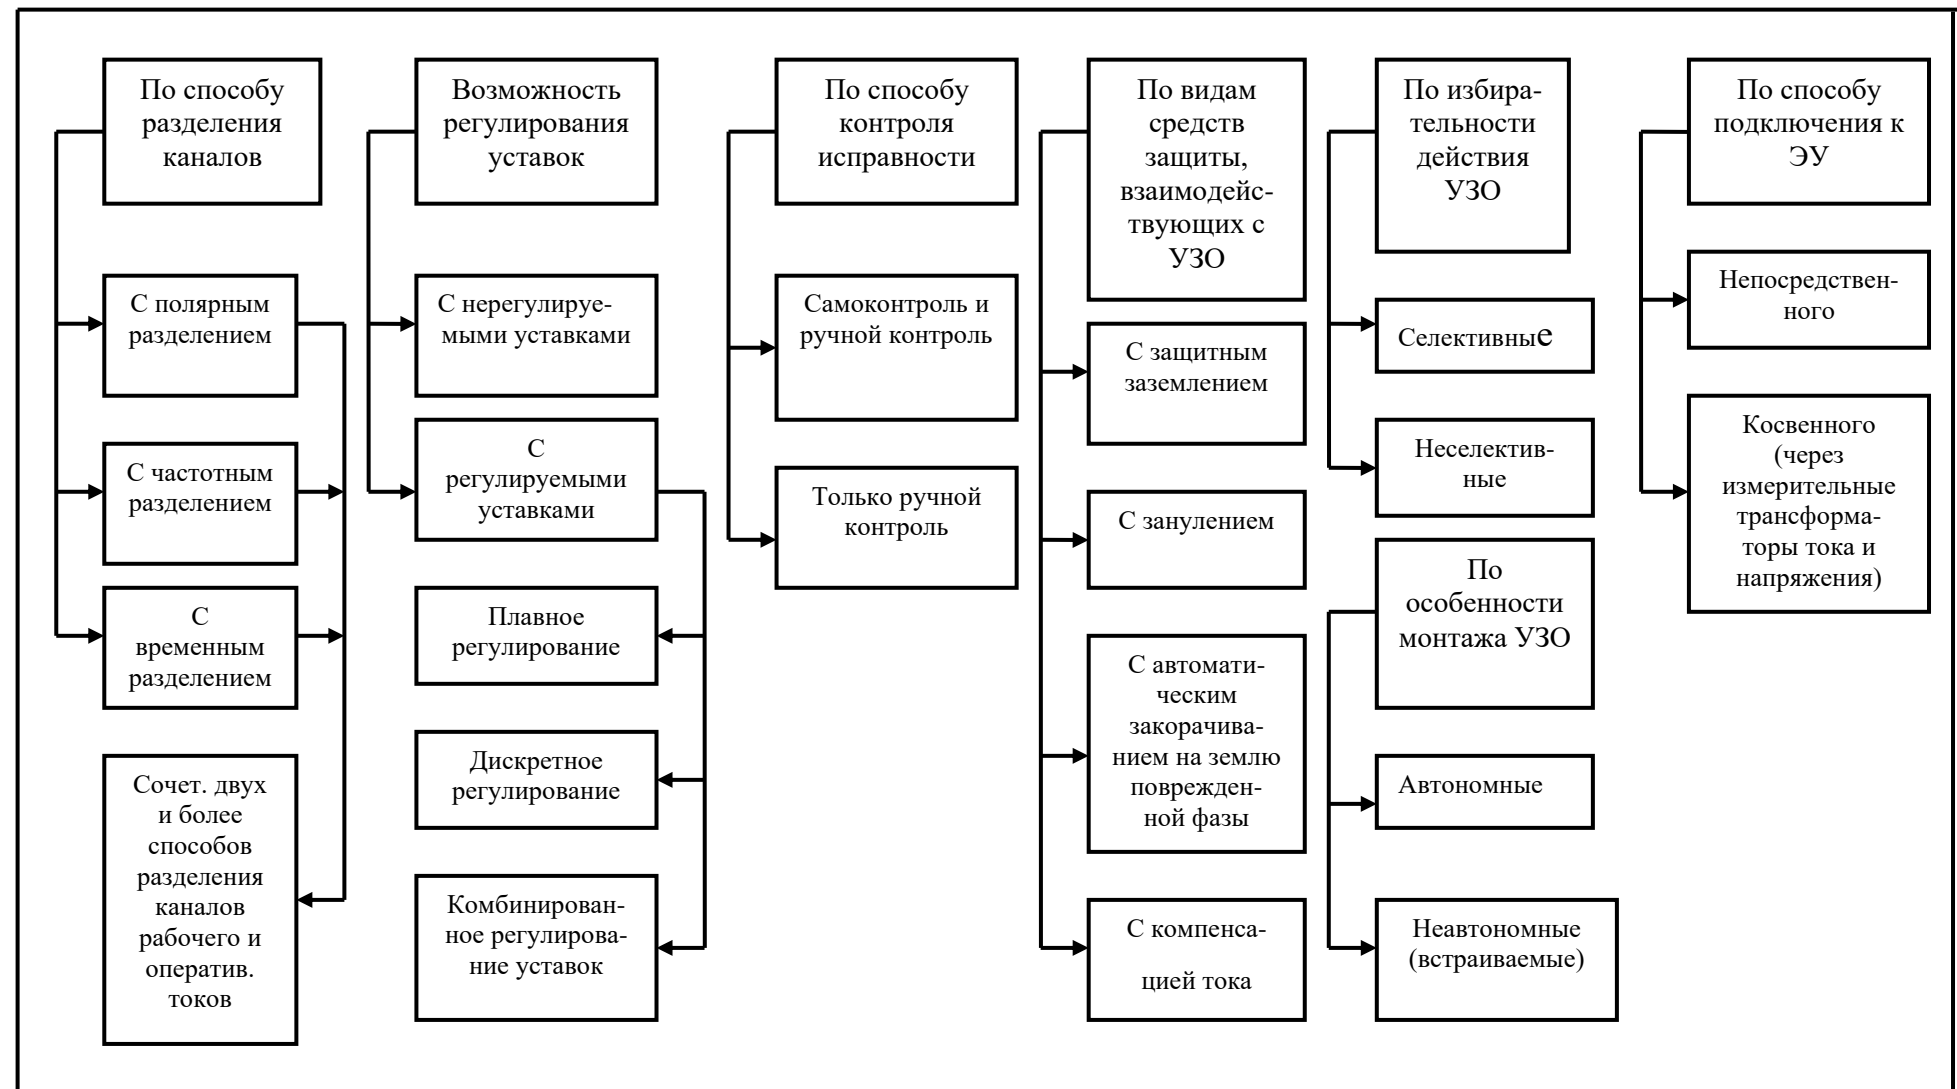 По способу
разделения
каналов
С полярным
разделением
С частотным
разделением
С
временным
разделением
Сочет. двух
и более
способов
разделения
каналов
рабочего и
оператив.
токов
Возможность
регулирования
уставок
С нерегулируе-
мыми уставками
С
регулируемыми
уставками
Плавное
регулирование
Дискретное
регулирование
Комбинирован-
ное регулирова-
ние уставок
По способу
контроля
исправности
Самоконтроль и
ручной контроль
Только ручной
контроль
По видам
средств
защиты,
взаимодейс-
твующих с
УЗО
С защитным
заземлением
С занулением
С автомати-
ческим
закорачива-
нием на землю
поврежден-
ной фазы
С компенса-
цией тока
По избира-
тельности
действия
УЗО
Селективные
Неселектив-
ные
По
особенности
монтажа УЗО
Автономные
Неавтономные
(встраиваемые)
По способу
подключения к
ЭУ
Непосредствен-
ного
Косвенного
(через
измерительные
трансформа-
торы тока и
напряжения)